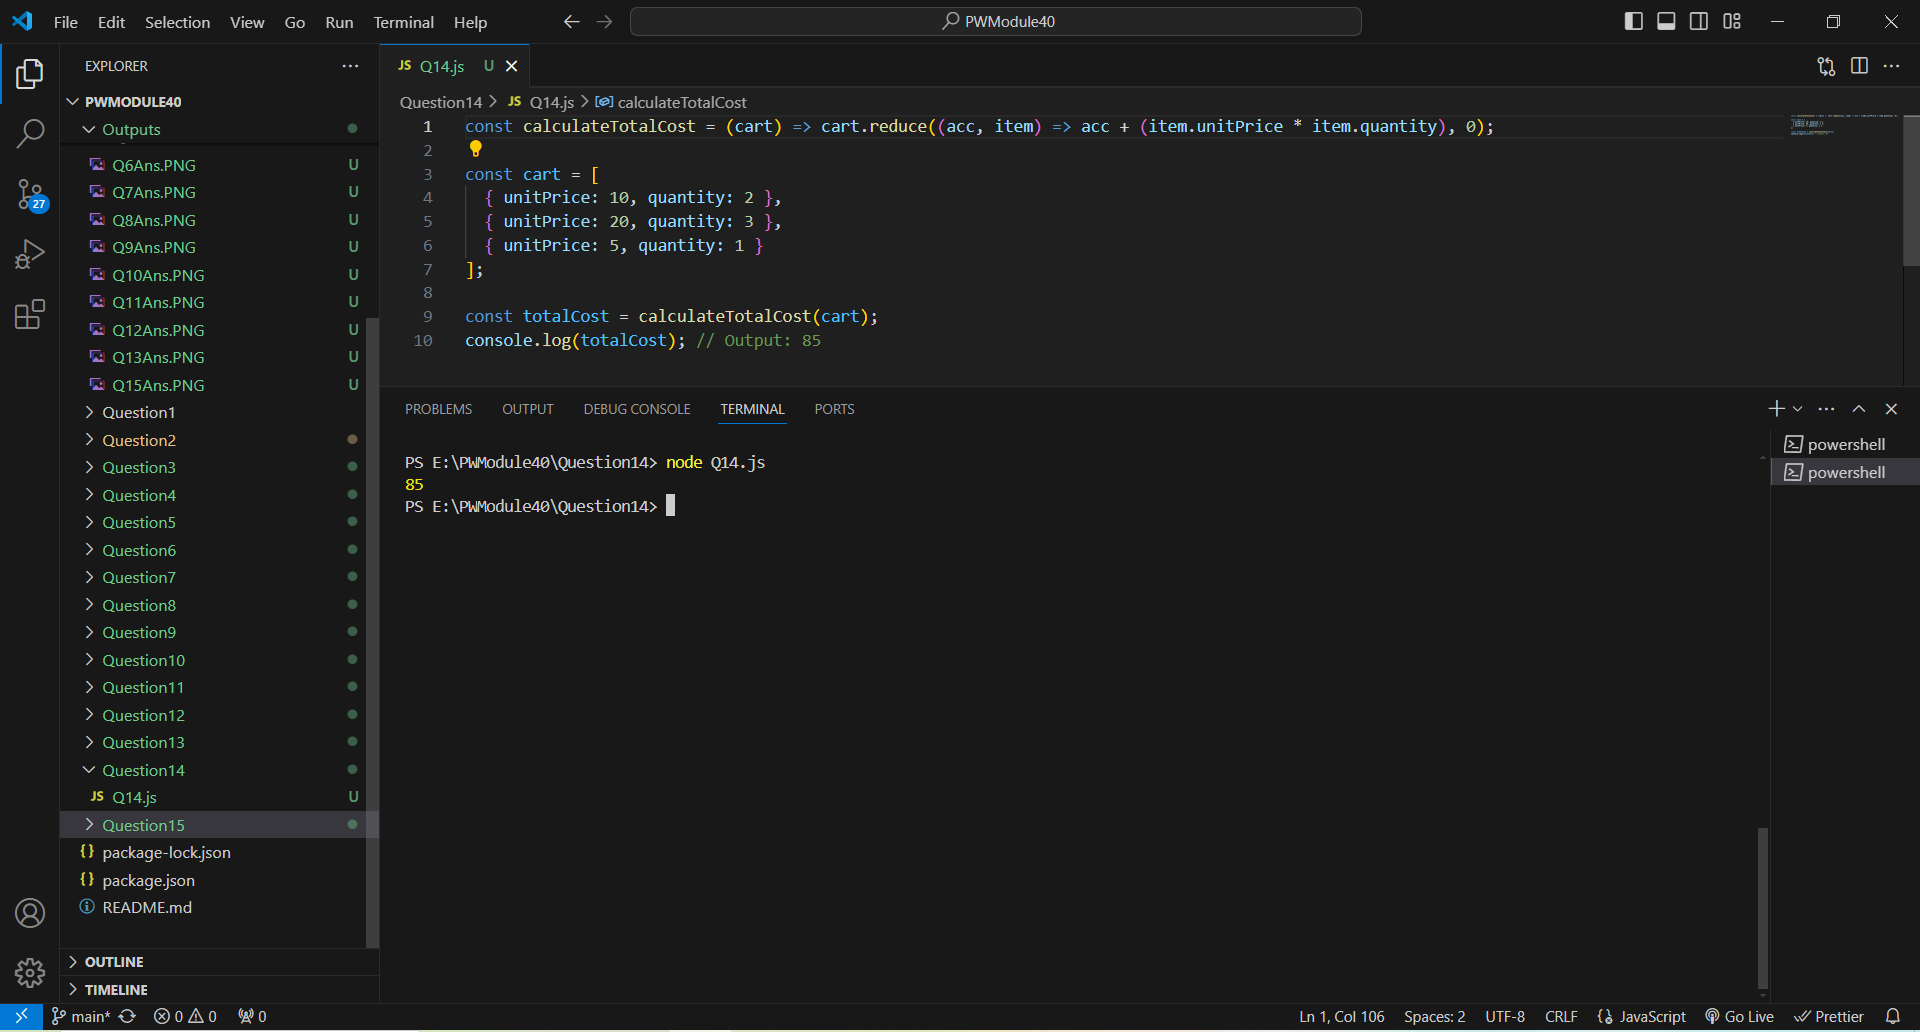 File Edit Selection View Go Run Terminal Help
PWModule40
EXPLORER
PWMODULE40
Outputs
Q6Ans.PNG U
Q7Ans.PNG U
Q8Ans.PNG U
Q9Ans.PNG U
Q10Ans.PNG U
Q11Ans.PNG U
Q12Ans.PNG U
Q13Ans.PNG U
Q15Ans.PNG U
Question1
Question2
Question3
Question4
Question5
Question6
Question7
Question8
Question9
Question10
Question11
Question12
Question13
Question14
JS Q14.js U
Question15
{} package-lock.json
{} package.json
README.md
OUTLINE
TIMELINE
27
JS Q14.js U
Question14 > JS Q14.js > calculateTotalCost
1 const calculateTotalCost = (cart) => cart.reduce((acc, item) => acc + (item.unitPrice * item.quantity), 0);
2
3 const cart = [
4 { unitPrice: 10, quantity: 2 },
5 { unitPrice: 20, quantity: 3 },
6 { unitPrice: 5, quantity: 1 }
7 ];
8
9 const totalCost = calculateTotalCost(cart);
10 console.log(totalCost); // Output: 85
PROBLEMS OUTPUT DEBUG CONSOLE TERMINAL PORTS
PS E:\PWModule40\Question14> node Q14.js
85
PS E:\PWModule40\Question14>
powershell
powershell
main* 0 0 0 Ln 1, Col 106 Spaces: 2 UTF-8 CRLF {} JavaScript Go Live Prettier